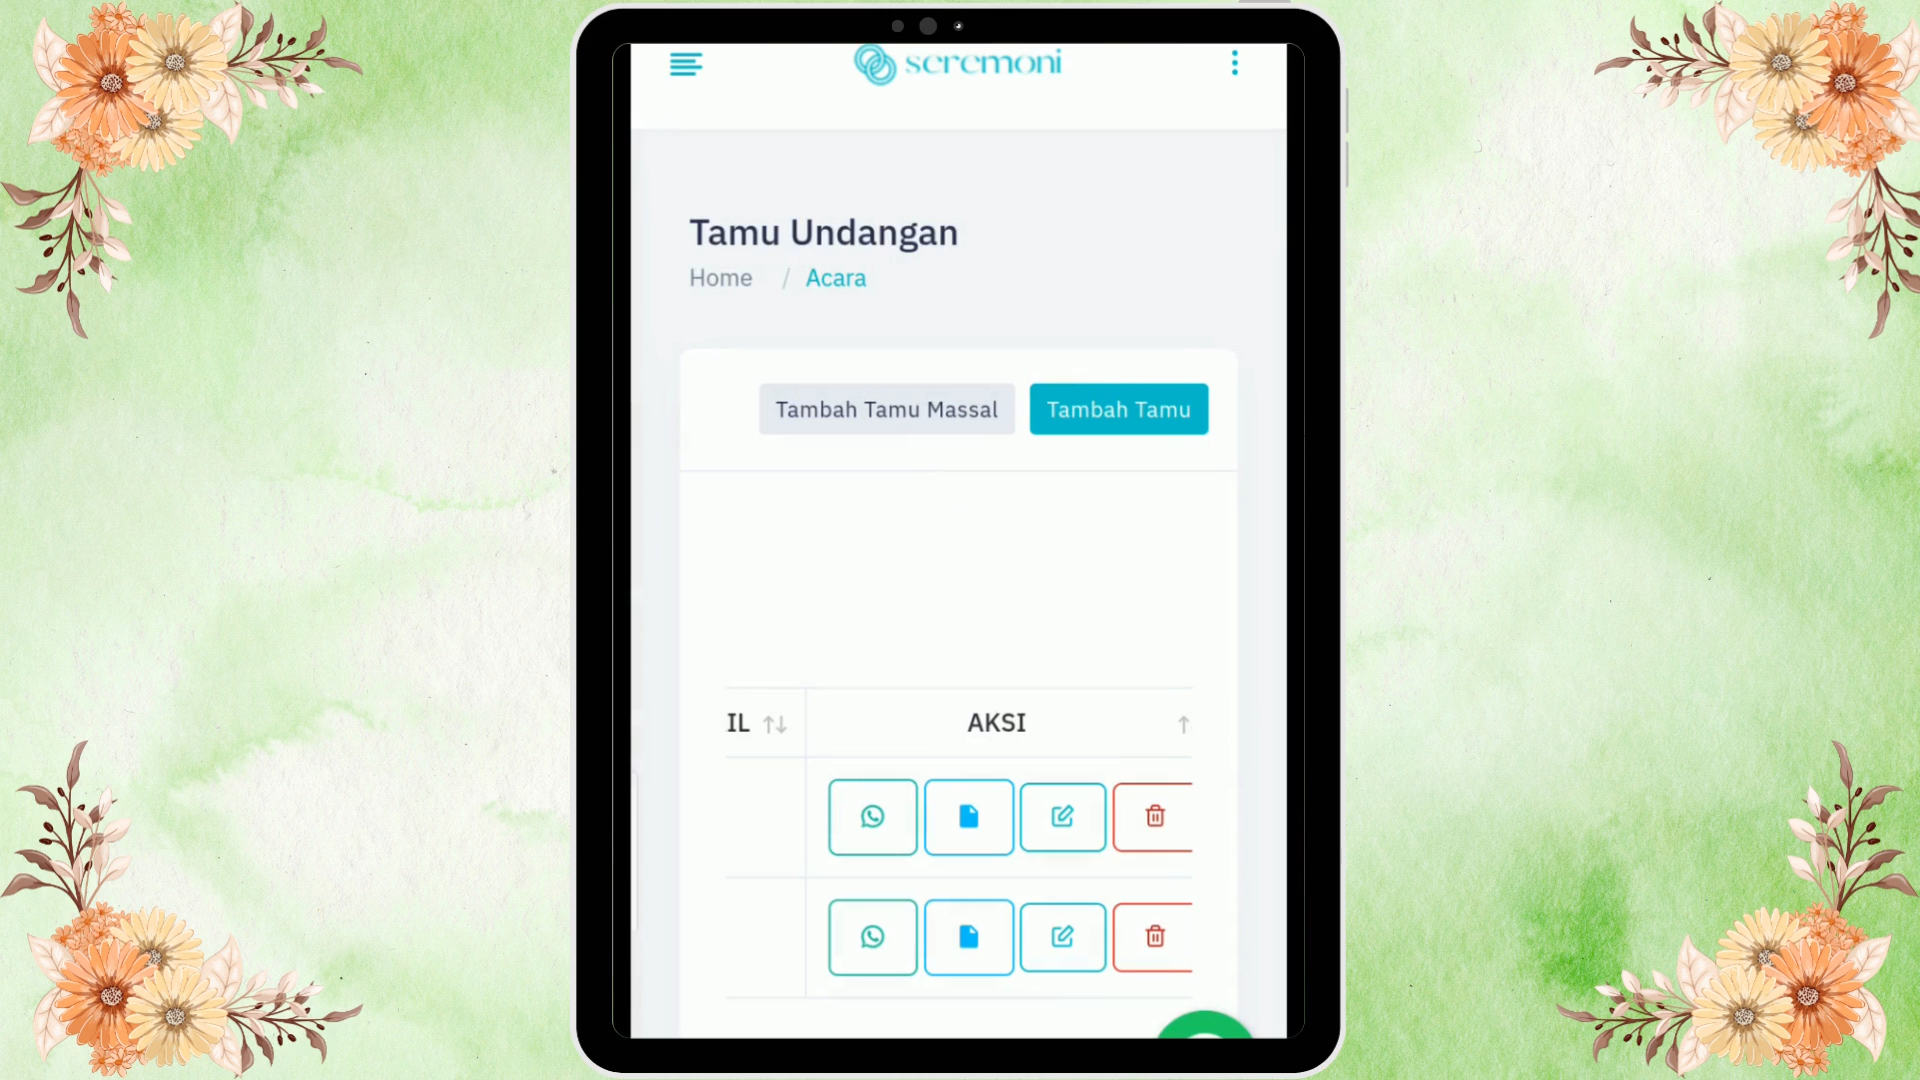 seremoni
Tamu Undangan
Home / Acara
Tambah Tamu Massal Tambah Tamu
IL AKSI